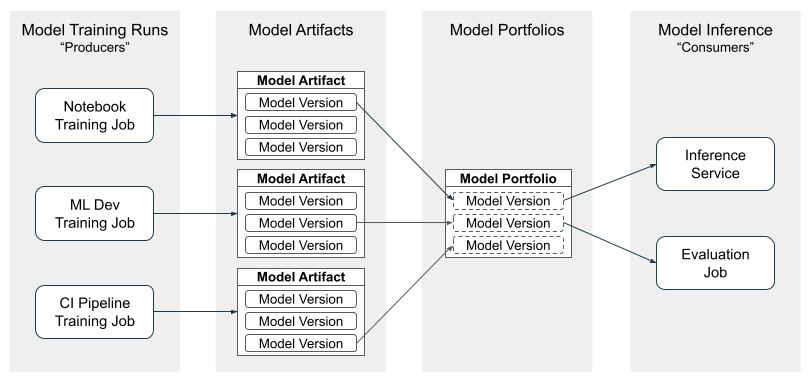 Model Training Runs
“Producers”
Notebook
Training Job
ML Dev
Training Job
CI Pipeline
Training Job
Model Artifacts
Model Artifact
Model Version
Model Version
Model Version
Model Artifact
Model Version
Model Version
Model Version
Model Artifact
Model Version
Model Version
Model Version
Model Portfolios
Model Portfolio
Model Version
Model Version
Model Version
Model Inference
“Consumers”
Inference
Service
Evaluation
Job